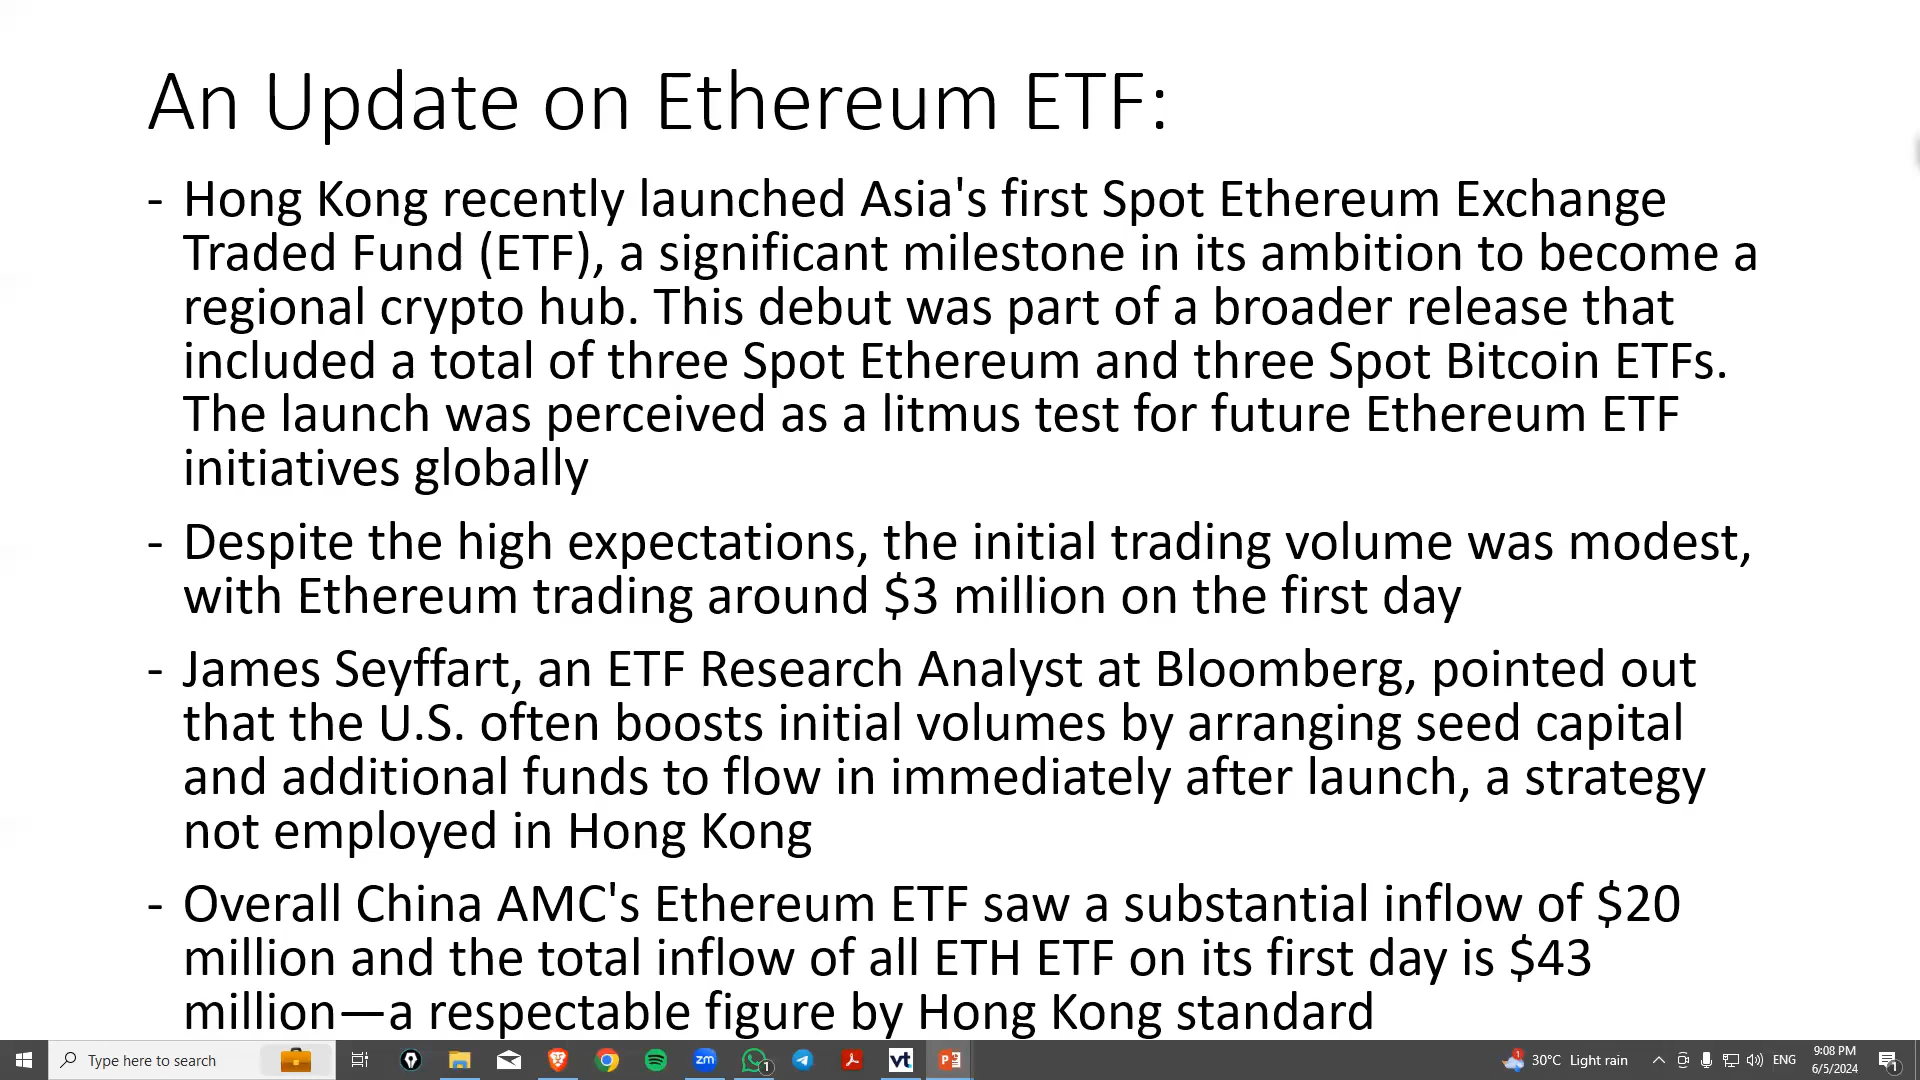 An Update on Ethereum ETF:
- Hong Kong recently launched Asia's first Spot Ethereum Exchange
Traded Fund (ETF), a significant milestone in its ambition to become a
regional crypto hub. This debut was part of a broader release that
included a total of three Spot Ethereum and three Spot Bitcoin ETFs.
The launch was perceived as a litmus test for future Ethereum ETF
initiatives globally
- Despite the high expectations, the initial trading volume was modest,
with Ethereum trading around $3 million on the first day
- James Seyffart, an ETF Research Analyst at Bloomberg, pointed out
that the U.S. often boosts initial volumes by arranging seed capital
and additional funds to flow in immediately after launch, a strategy
not employed in Hong Kong
- Overall China AMC's Ethereum ETF saw a substantial inflow of $20
million and the total inflow of all ETH ETF on its first day is $43
million—a respectable figure by Hong Kong standard
Type here to search
zm
1
vt
P
1
30°C Light rain
ENG
9:08 PM
6/5/2024
1